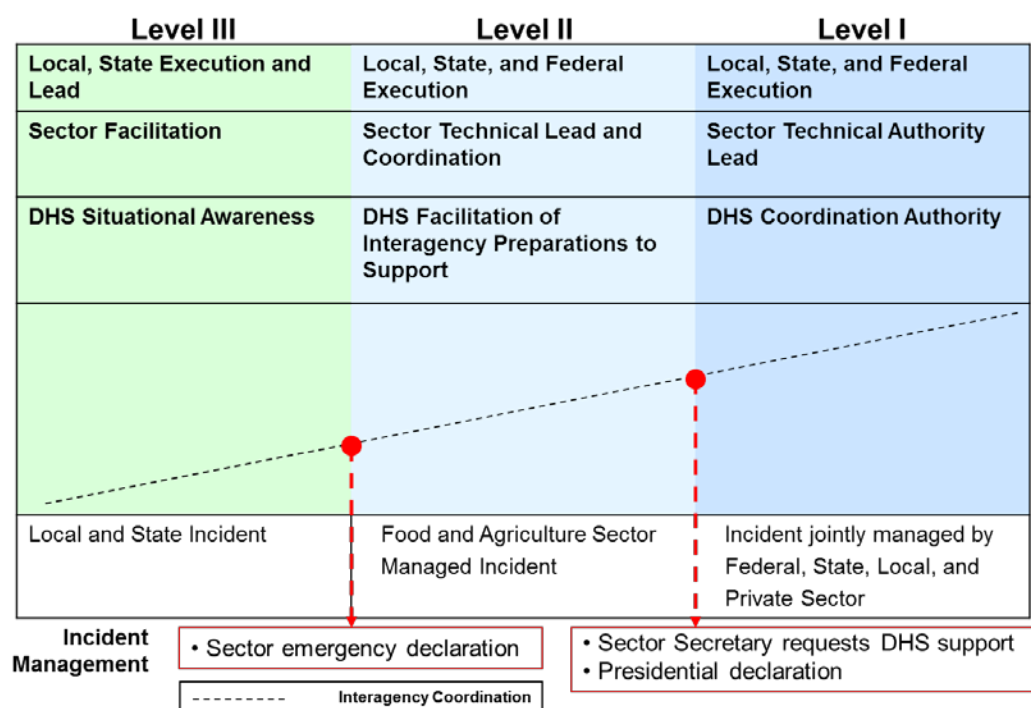 Level III
Level II
Level I
Local, State Execution and
Lead
Local, State, and Federal
Execution
Local, State, and Federal
Execution
Sector Facilitation
Sector Technical Lead and
Coordination
Sector Technical Authority
Lead
DHS Situational Awareness
DHS Facilitation of
Interagency Preparations to
Support
DHS Coordination Authority
Local and State Incident
Food and Agriculture Sector
Managed Incident
Incident jointly managed by
Federal, State, Local, and
Private Sector
Incident
Management
• Sector emergency declaration
• Sector Secretary requests DHS support
• Presidential declaration
Interagency Coordination